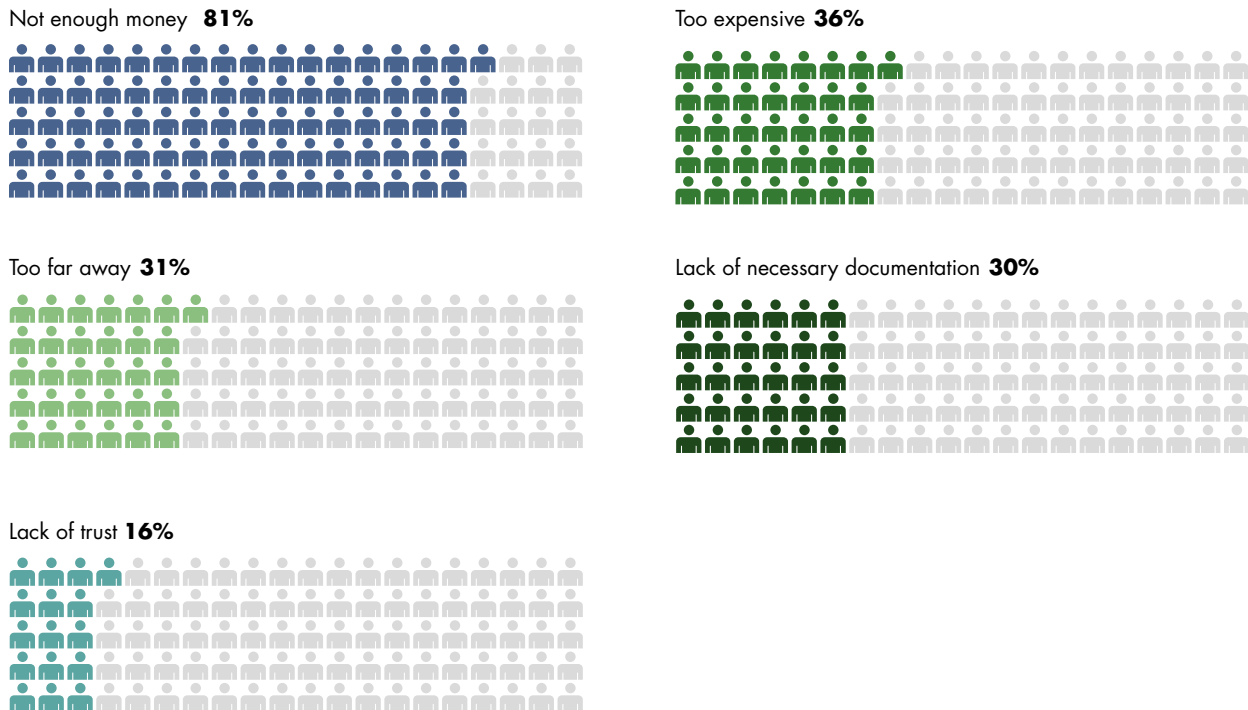 Not enough money 81%
Too expensive 36%
Too far away 31%
Lack of necessary documentation 30%
Lack of trust 16%